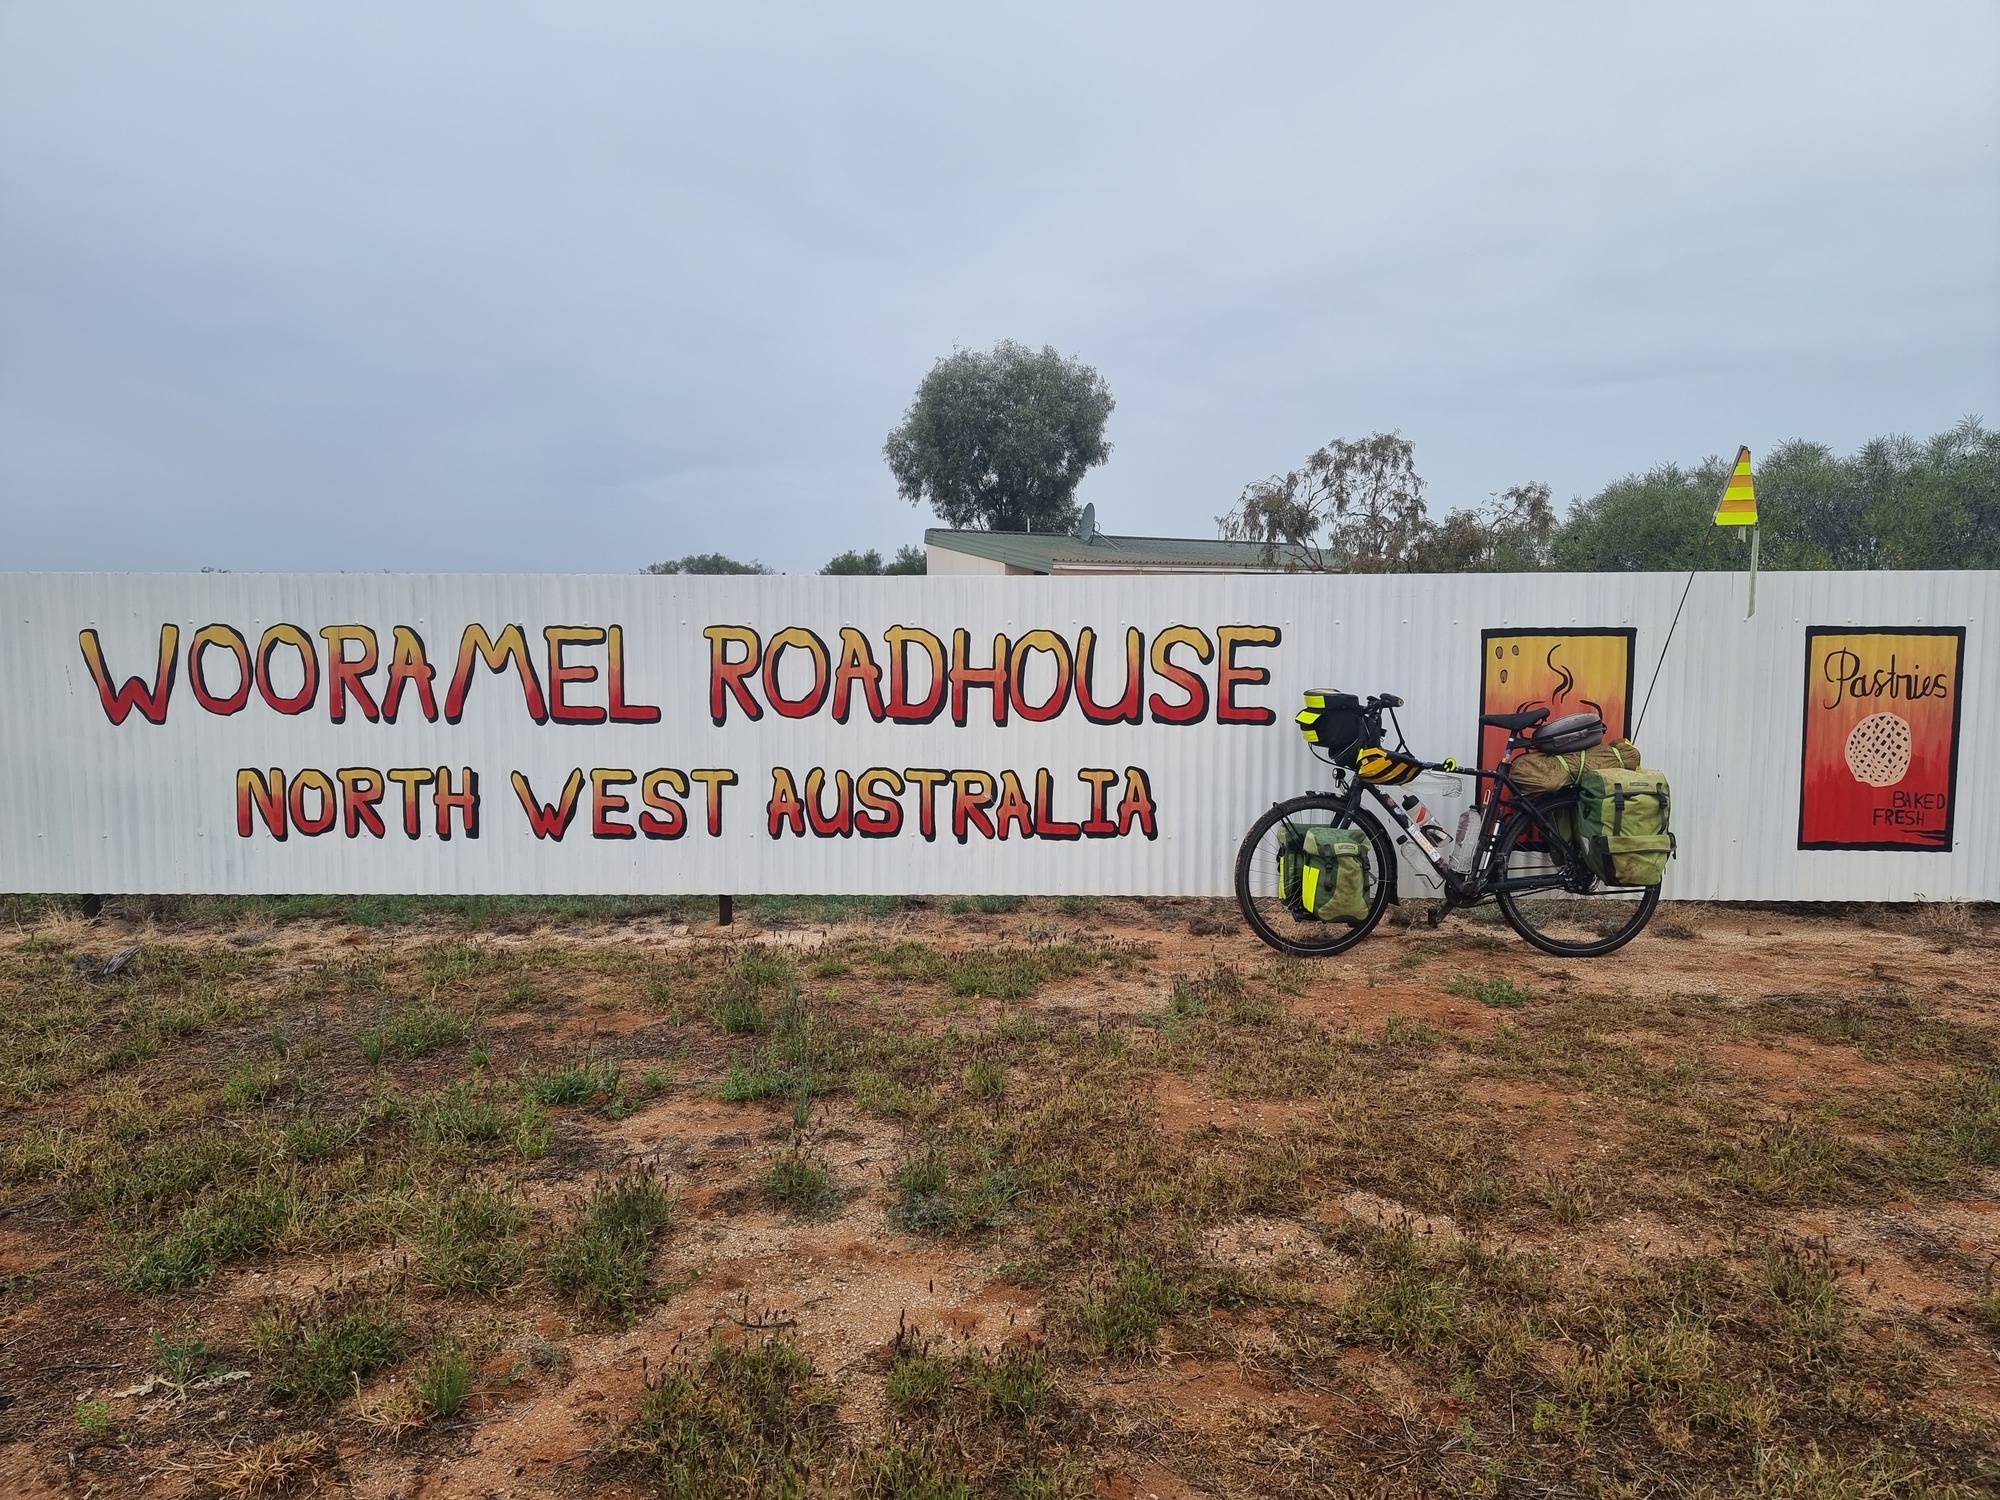 WOORAMEL ROADHOUSE
NORTH WEST AUSTRALIA
Pastries
BAKED
FRESH